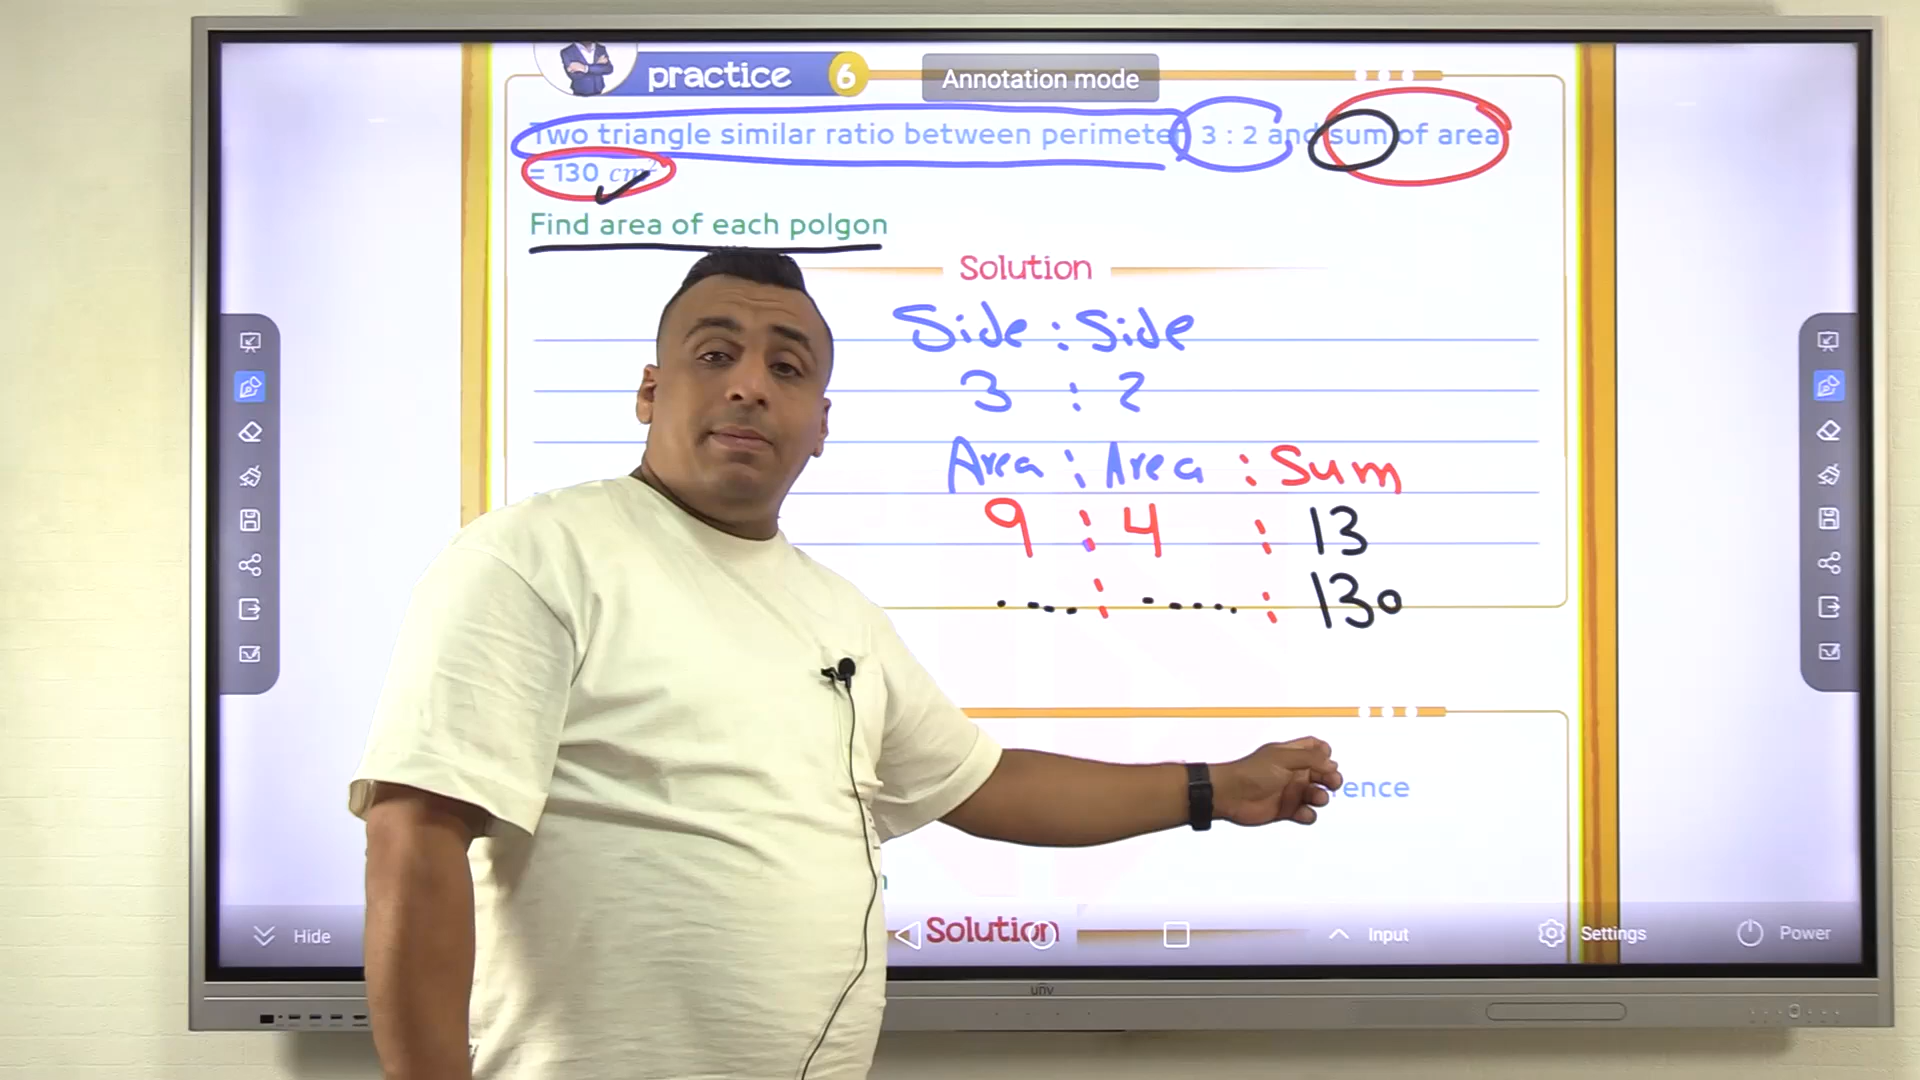 practice 6
Annotation mode
Two triangle similar ratio between perimeter 3 : 2 and sum of area
= 130 cm²
Find area of each polgon
Solution
Side : Side
3 : 2
Area : Area : Sum
9 : 4 : 13
..... : ..... : 130
Solution
Hide
Input
Settings
Power
unv